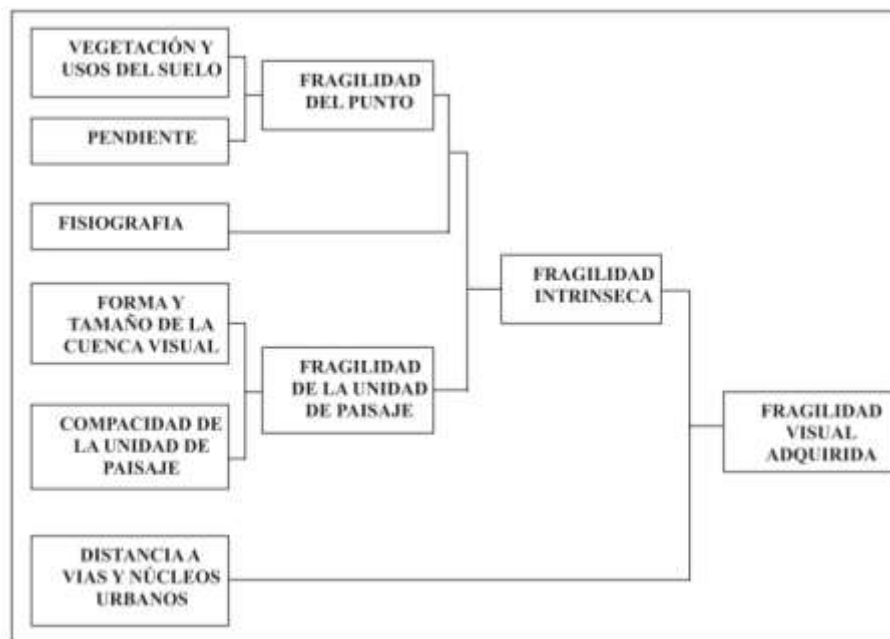 VEGETACIÓN Y
USOS DEL SUELO
PENDIENTE
FRAGILIDAD
DEL PUNTO
FISIOGRAFIA
FORMA Y
TAMAÑO DE LA
CUENCA VISUAL
COMPACIDAD DE
LA UNIDAD DE
PAISAJE
FRAGILIDAD
DE LA UNIDAD
DE PAISAJE
FRAGILIDAD
INTRINSECA
DISTANCIA A
VIAS Y NÚCLEOS
URBANOS
FRAGILIDAD
VISUAL
ADQUIRIDA